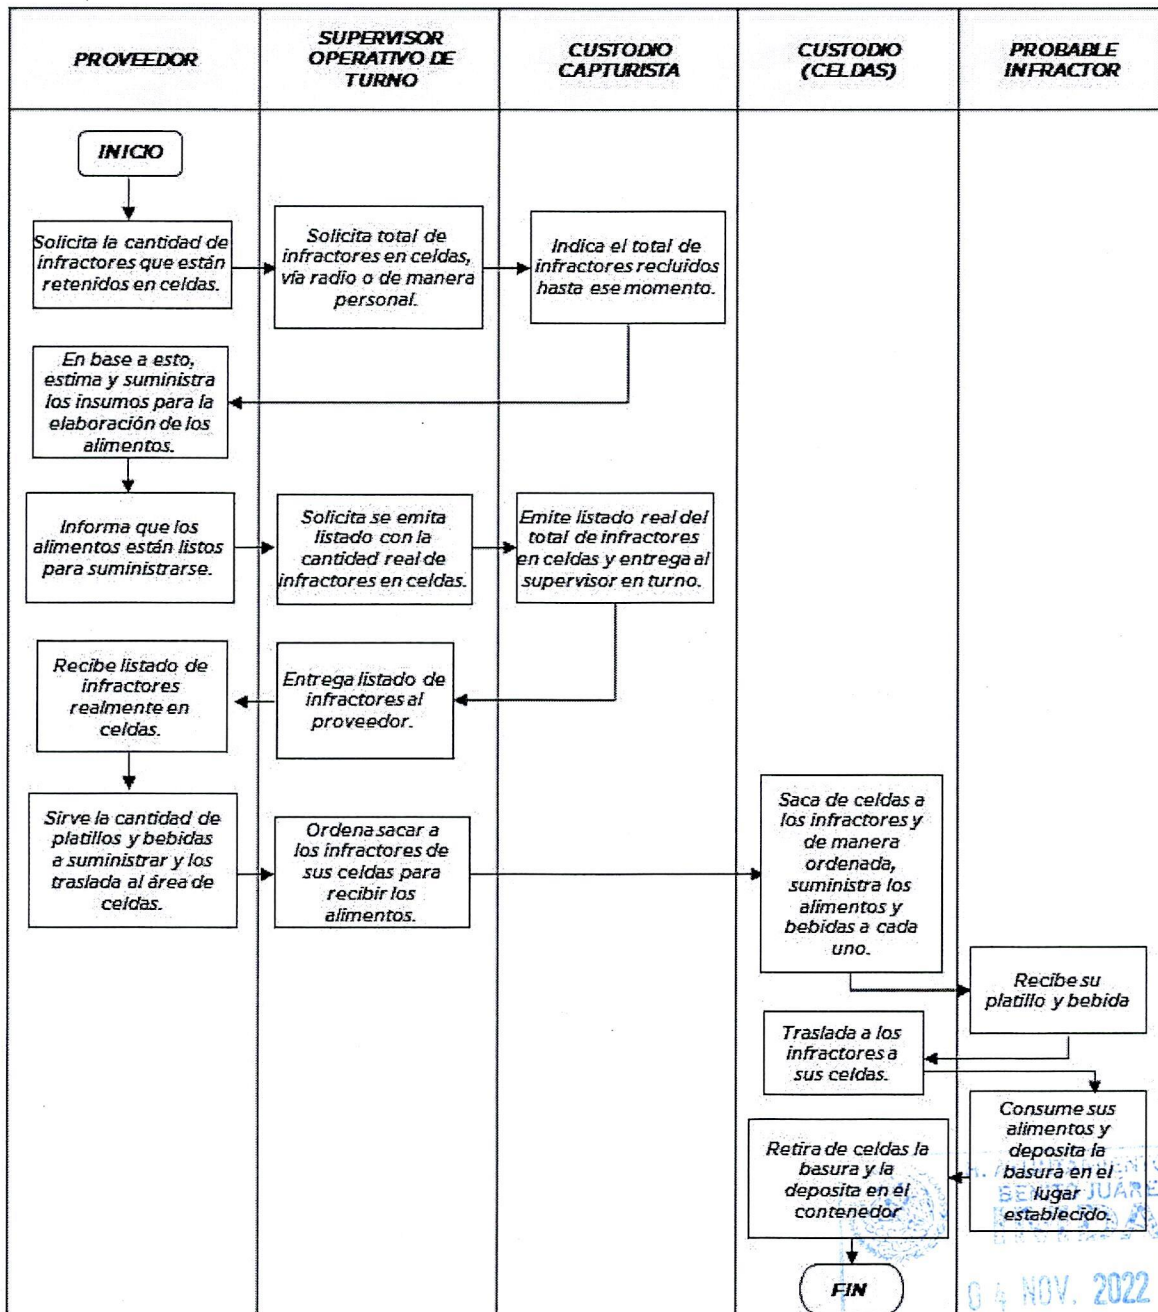 PROVEEDOR
SUPERVISOR
OPERATIVO DE
TURNO
CUSTODIO
CAPTURISTA
CUSTODIO
(CELDAS)
PROBABLE
INFRACTOR
INICIO
Solicita la cantidad de
infractores que están
retenidos en celdas.
Solicita total de
infractores en celdas,
vía radio o de manera
personal.
Indica el total de
infractores recluidos
hasta ese momento.
En base a esto,
estima y suministra
los insumos para la
elaboración de los
alimentos.
Informa que los
alimentos están listos
para suministrarse.
Solicita se emita
listado con la
cantidad real de
infractores en celdas.
Emite listado real del
total de infractores
en celdas y entrega al
supervisor en turno.
Entrega listado de
infractores al
proveedor.
Recibe listado de
infractores
realmente en
celdas.
Sirve la cantidad de
platillos y bebidas
a suministrar y los
traslada al área de
celdas.
Ordena sacar a
los infractores de
sus celdas para
recibir los
alimentos.
Saca de celdas a
los infractores y
de manera
ordenada,
suministra los
alimentos y
bebidas a cada
uno.
Recibe su
platillo y bebida
Traslada a los
infractores a
sus celdas.
Consume sus
alimentos y
deposita la
basura en el
lugar
establecido.
Retira de celdas la
basura y la
deposita en el
contenedor
FIN
BENITO JUÁRE
04 NOV. 2022